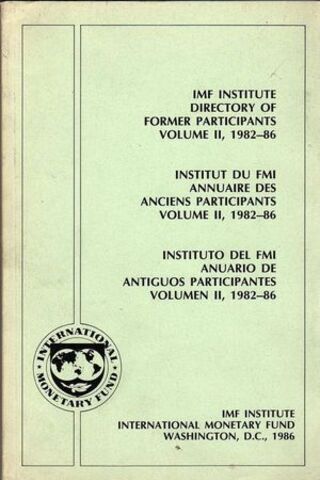 IMF INSTITUTE
DIRECTORY OF
FORMER PARTICIPANTS
VOLUME II, 1982–86
INSTITUT DU FMI
ANNUAIRE DES
ANCIENS PARTICIPANTS
VOLUME II, 1982–86
INSTITUTO DEL FMI
ANUARIO DE
ANTIGUOS PARTICIPANTES
VOLUMEN II, 1982–86
INTERNATIONAL
MONETARY FUND
IMF INSTITUTE
INTERNATIONAL MONETARY FUND
WASHINGTON, D.C., 1986